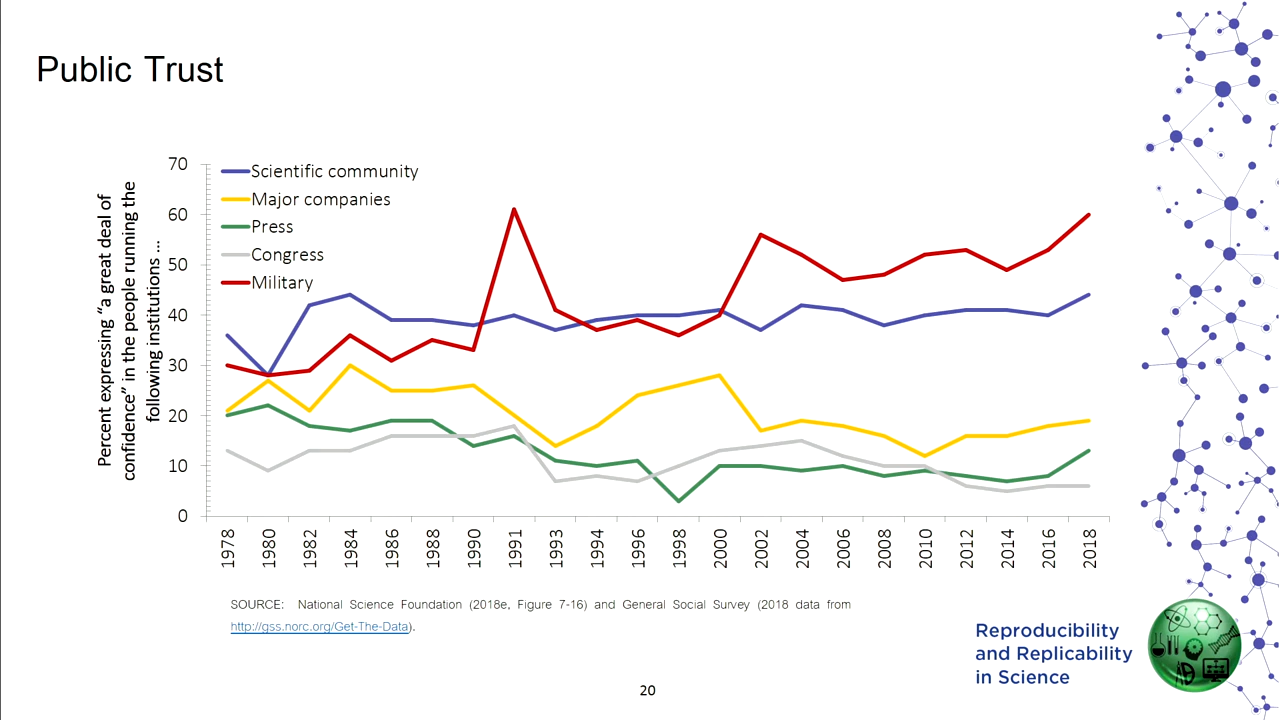 Public Trust
Percent expressing “a great deal of
confidence” in the people running the
following institutions ...
70
60
50
40
30
20
10
0
Scientific community
Major companies
Press
Congress
Military
1978
1980
1982
1984
1986
1988
1990
1991
1993
1994
1996
1998
2000
2002
2004
2006
2008
2010
2012
2014
2016
2018
SOURCE: National Science Foundation (2018e, Figure 7-16) and General Social Survey (2018 data from
http://gss.norc.org/Get-The-Data).
Reproducibility
and Replicability
in Science
20